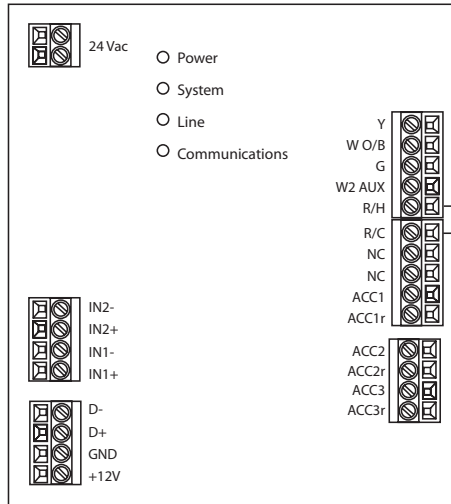 24 Vac
Power
System
Line
Communications
Y
W O/B
G
W2 AUX
R/H
R/C
NC
NC
ACC1
ACC1r
IN2-
IN2+
IN1-
IN1+
ACC2
ACC2r
ACC3
ACC3r
D-
D+
GND
+12V